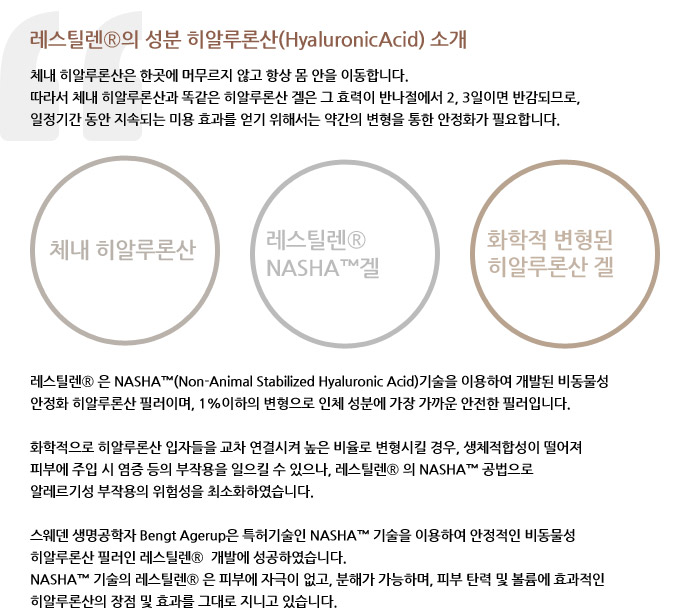 레스틸렌®의 성분 히알루론산(HyaluronicAcid) 소개
체내 히알루론산은 한곳에 머무르지 않고 항상 몸 안을 이동합니다.
따라서 체내 히알루론산과 똑같은 히알루론산 겔은 그 효력이 반나절에서 2, 3일이면 반감되므로,
일정기간 동안 지속되는 미용 효과를 얻기 위해서는 약간의 변형을 통한 안정화가 필요합니다.
체내 히알루론산
레스틸렌®
NASHA™겔
화학적 변형된
히알루론산 겔
레스틸렌® 은 NASHA™(Non-Animal Stabilized Hyaluronic Acid)기술을 이용하여 개발된 비동물성
안정화 히알루론산 필러이며, 1%이하의 변형으로 인체 성분에 가장 가까운 안전한 필러입니다.
화학적으로 히알루론산 입자들을 교차 연결시켜 높은 비율로 변형시킬 경우, 생체적합성이 떨어져
피부에 주입 시 염증 등의 부작용을 일으킬 수 있으나, 레스틸렌® 의 NASHA™ 공법으로
알레르기성 부작용의 위험성을 최소화하였습니다.
스웨덴 생명공학자 Bengt Agerup은 특허기술인 NASHA™ 기술을 이용하여 안정적인 비동물성
히알루론산 필러인 레스틸렌® 개발에 성공하였습니다.
NASHA™ 기술의 레스틸렌® 은 피부에 자극이 없고, 분해가 가능하며, 피부 탄력 및 볼륨에 효과적인
히알루론산의 장점 및 효과를 그대로 지니고 있습니다.